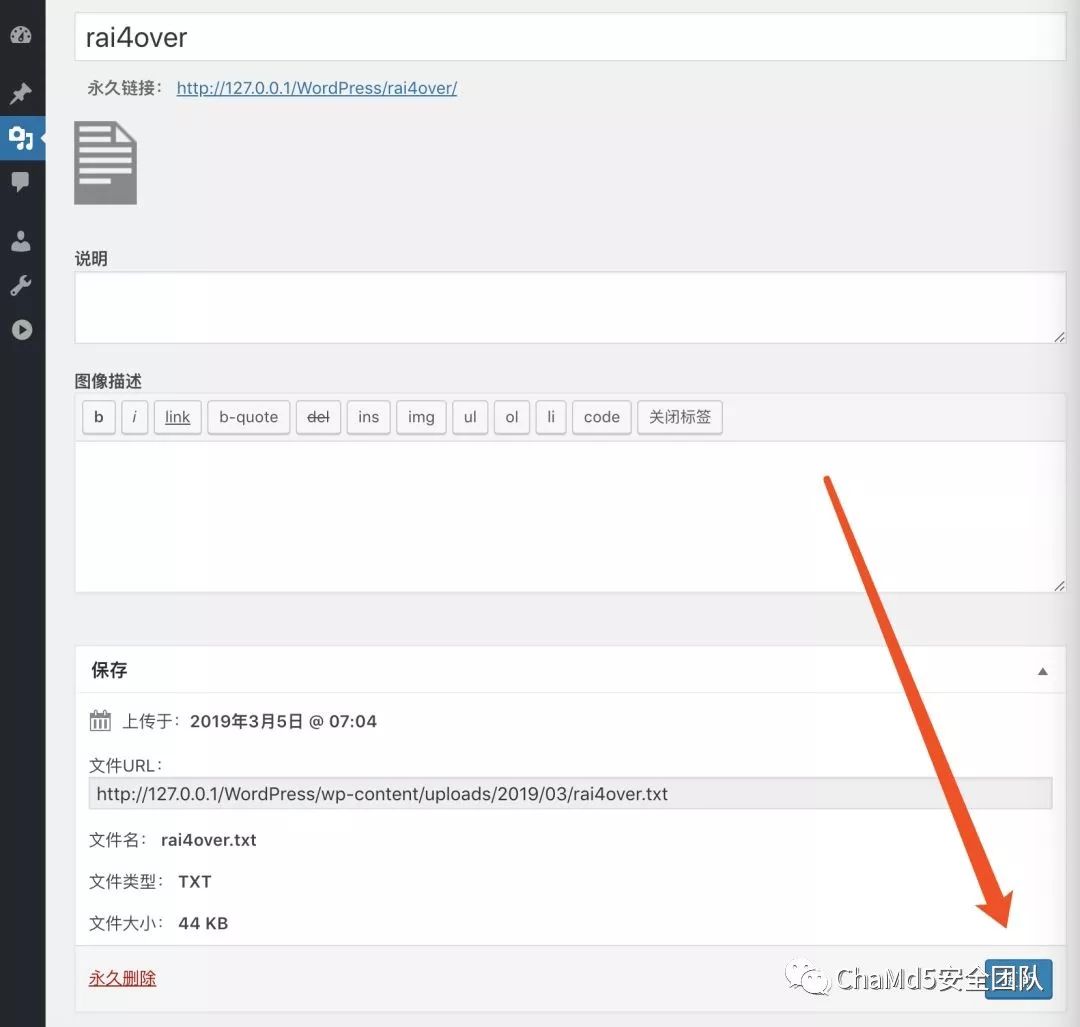 rai4over
永久链接： http://127.0.0.1/WordPress/rai4over/
说明
图像描述
b i link b-quote del ins img ul ol li code 关闭标签
保存
上传于： 2019年3月5日 @ 07:04
文件URL：
http://127.0.0.1/WordPress/wp-content/uploads/2019/03/rai4over.txt
文件名： rai4over.txt
文件类型： TXT
文件大小： 44 KB
永久删除
ChaMd5安全团队